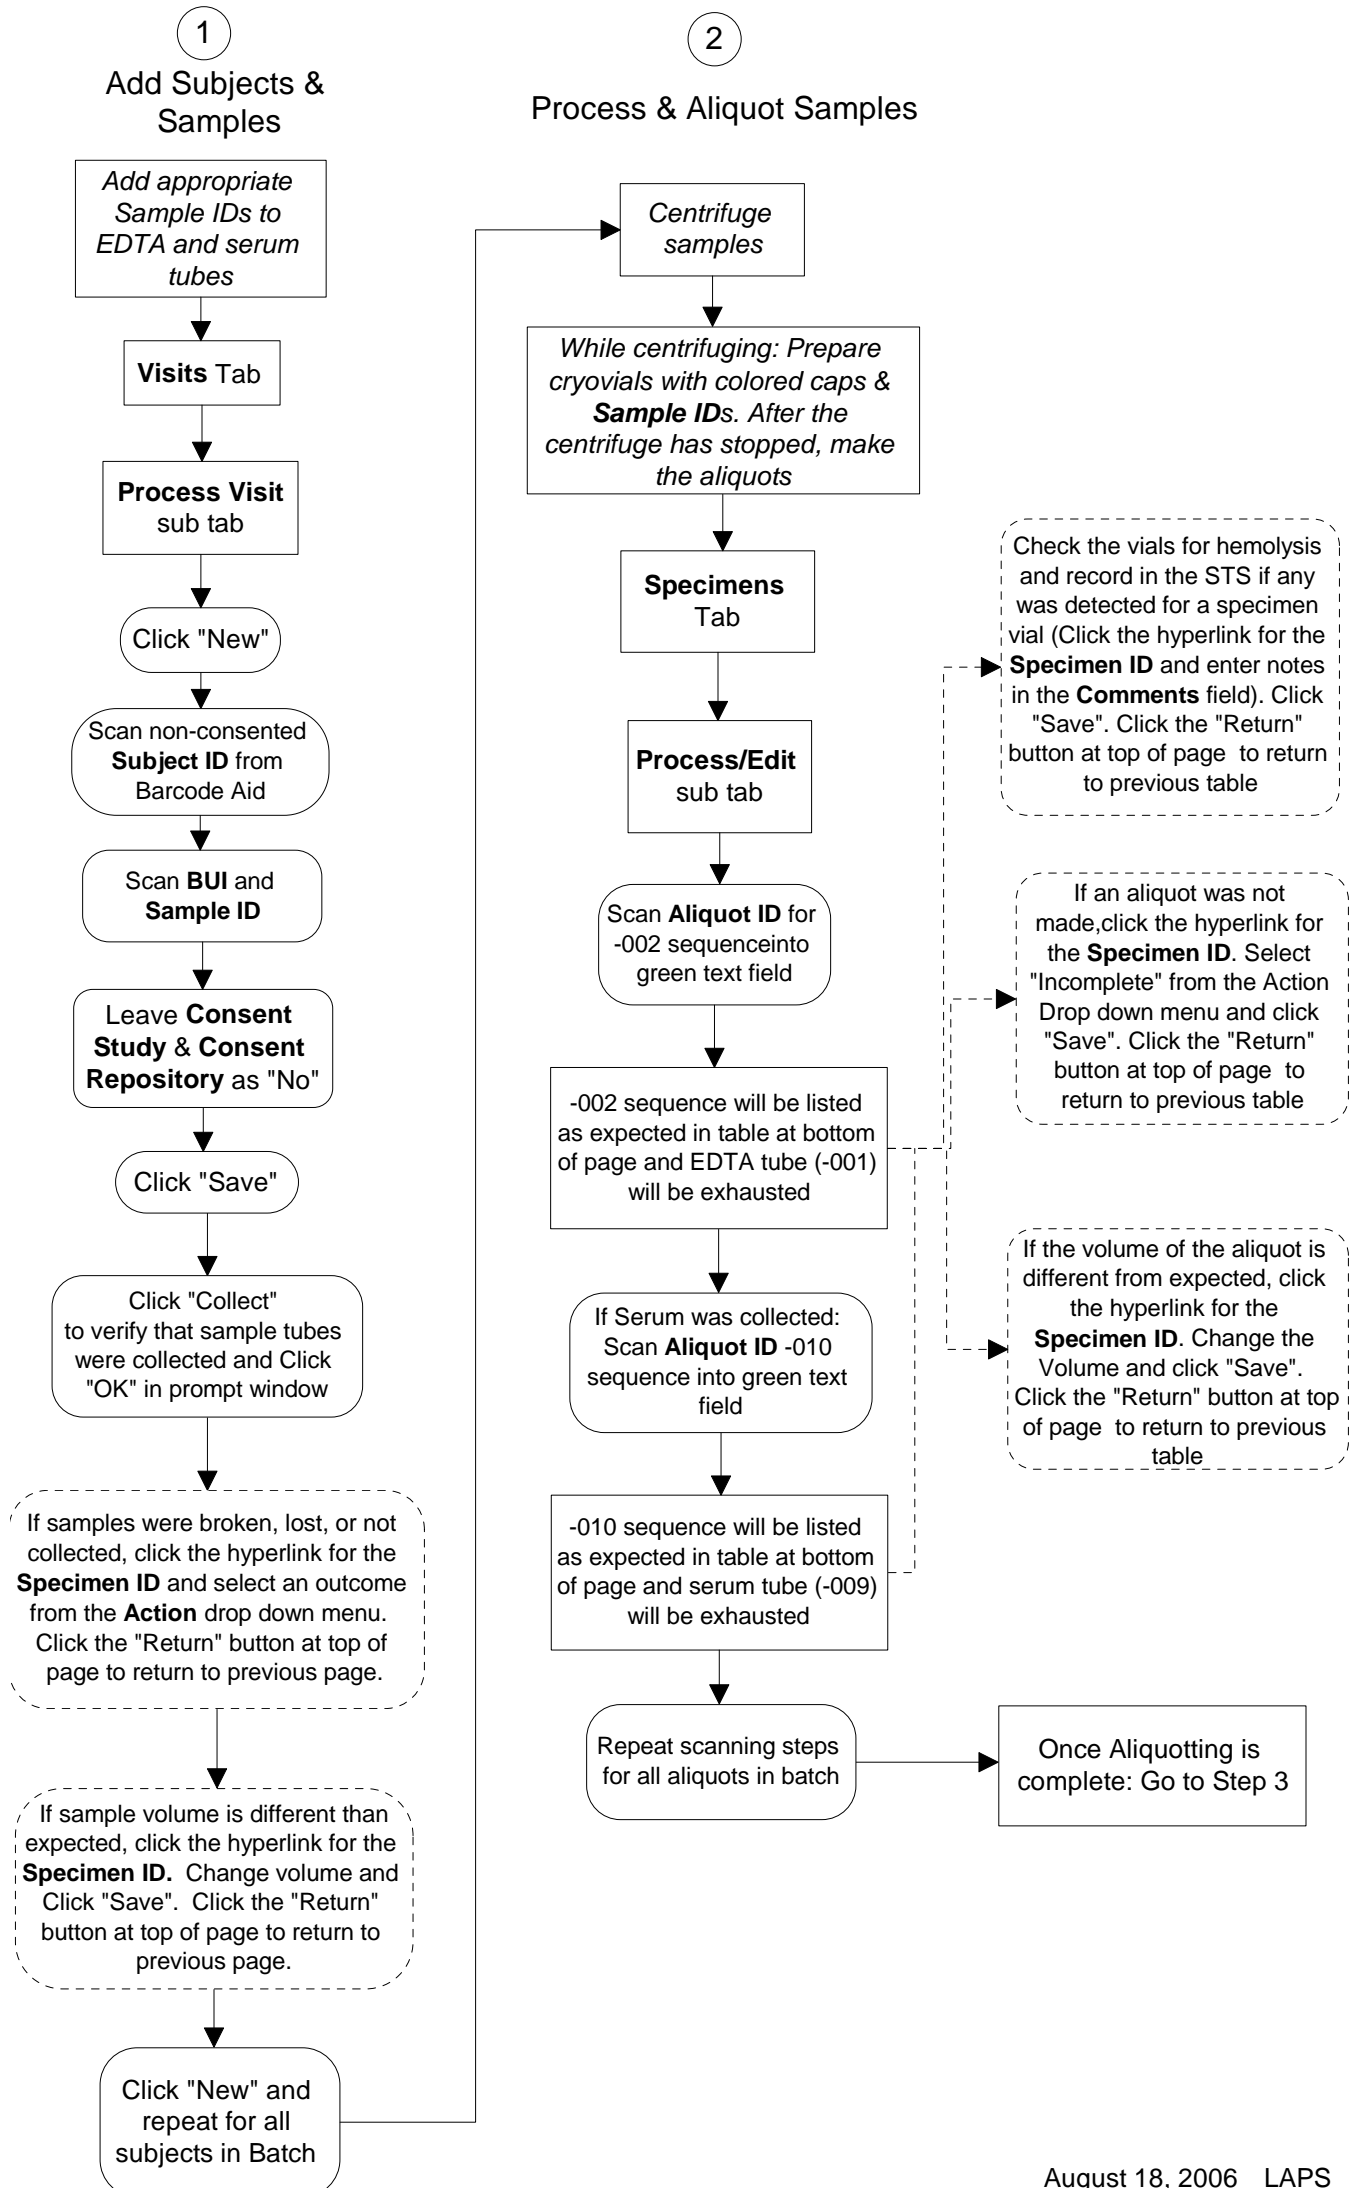 1
Add Subjects &
Samples
Add appropriate
Sample IDs to
EDTA and serum
tubes
Visits Tab
Process Visit
sub tab
Click "New"
Scan non-consented
Subject ID from
Barcode Aid
Scan BUI and
Sample ID
Leave Consent
Study & Consent
Repository as "No"
Click "Save"
Click "Collect"
to verify that sample tubes
were collected and Click
"OK" in prompt window
If samples were broken, lost, or not
collected, click the hyperlink for the
Specimen ID and select an outcome
from the Action drop down menu.
Click the "Return" button at top of
page to return to previous page.
If sample volume is different than
expected, click the hyperlink for the
Specimen ID.  Change volume and
Click "Save".  Click the "Return"
button at top of page to return to
previous page.
Click "New" and
repeat for all
subjects in Batch
2
Process & Aliquot Samples
Centrifuge
samples
While centrifuging: Prepare
cryovials with colored caps &
Sample IDs. After the
centrifuge has stopped, make
the aliquots
Specimens
Tab
Process/Edit
sub tab
Scan Aliquot ID for
-002 sequenceinto
green text field
-002 sequence will be listed
as expected in table at bottom
of page and EDTA tube (-001)
will be exhausted
If Serum was collected:
Scan Aliquot ID -010
sequence into green text
field
-010 sequence will be listed
as expected in table at bottom
of page and serum tube (-009)
will be exhausted
Repeat scanning steps
for all aliquots in batch
Check the vials for hemolysis
and record in the STS if any
was detected for a specimen
vial (Click the hyperlink for the
Specimen ID and enter notes
in the Comments field). Click
"Save". Click the "Return"
button at top of page  to return
to previous table
If an aliquot was not
made,click the hyperlink for
the Specimen ID. Select
"Incomplete" from the Action
Drop down menu and click
"Save". Click the "Return"
button at top of page  to
return to previous table
If the volume of the aliquot is
different from expected, click
the hyperlink for the
Specimen ID. Change the
Volume and click "Save".
Click the "Return" button at top
of page  to return to previous
table
Once Aliquotting is
complete: Go to Step 3
August 18, 2006    LAPS